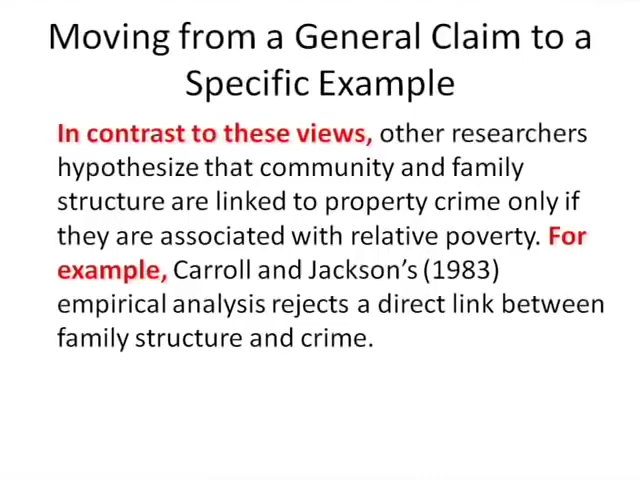 Moving from a General Claim to a
Specific Example
In contrast to these views, other researchers
hypothesize that community and family
structure are linked to property crime only if
they are associated with relative poverty. For
example, Carroll and Jackson’s (1983)
empirical analysis rejects a direct link between
family structure and crime.